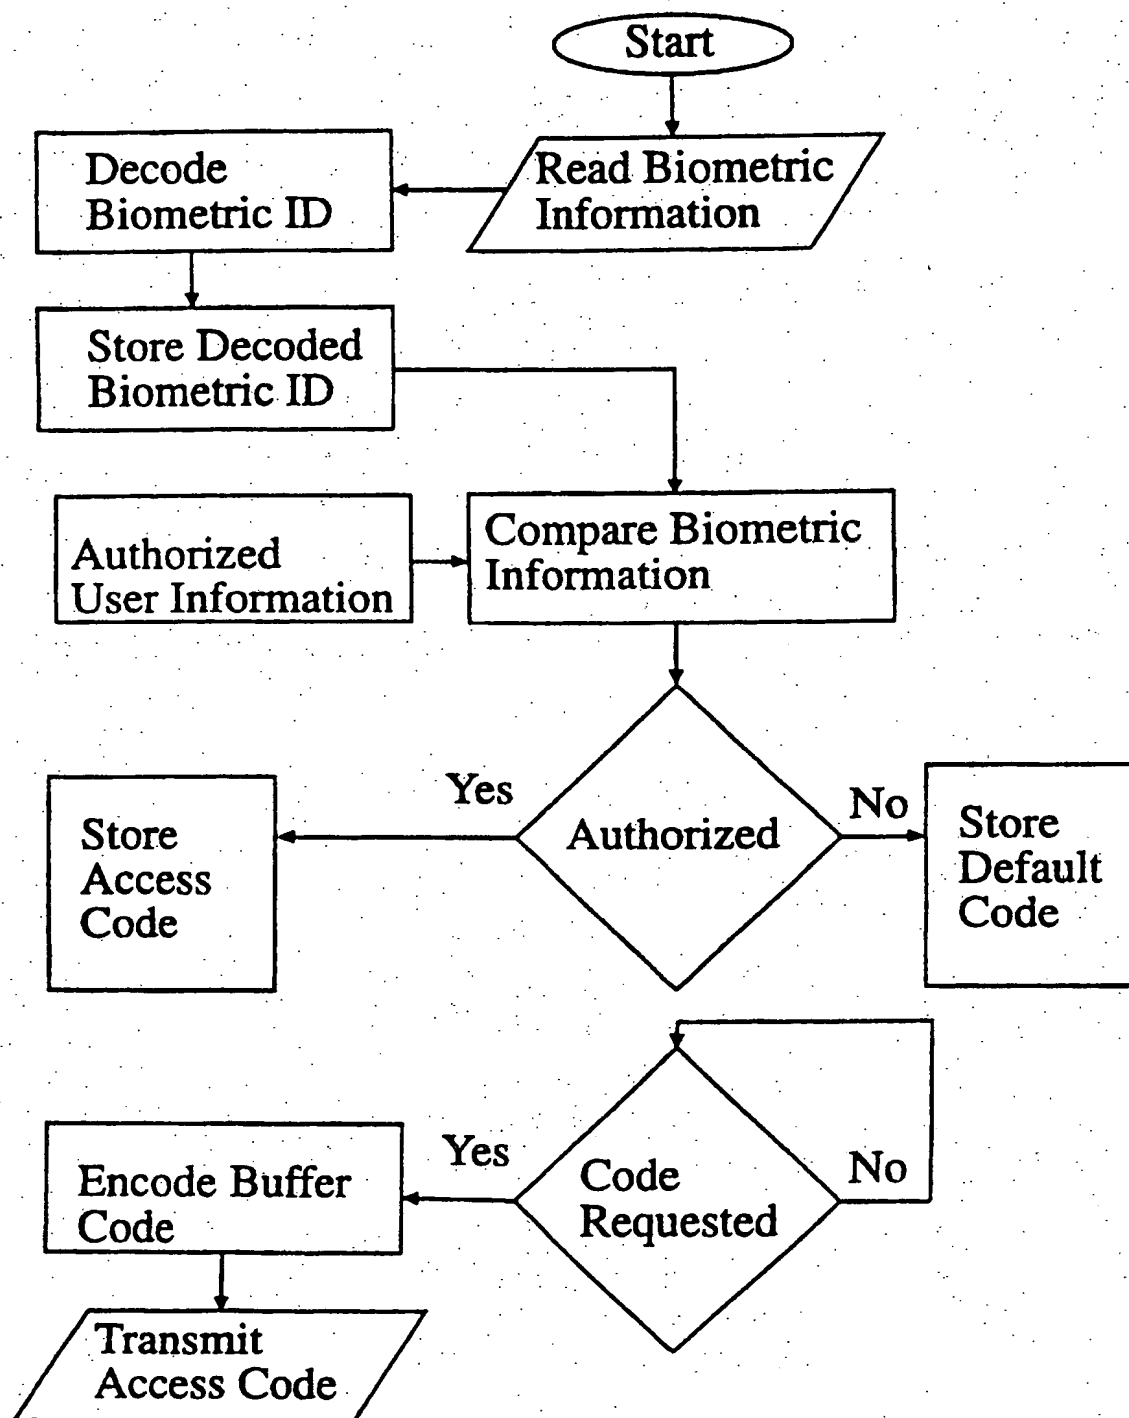 Start
Read Biometric
Information
Decode
Biometric ID
Store Decoded
Biometric ID
Authorized
User Information
Compare Biometric
Information
Authorized
Yes
No
Store
Access
Code
Store
Default
Code
Code
Requested
Yes
No
Encode Buffer
Code
Transmit
Access Code